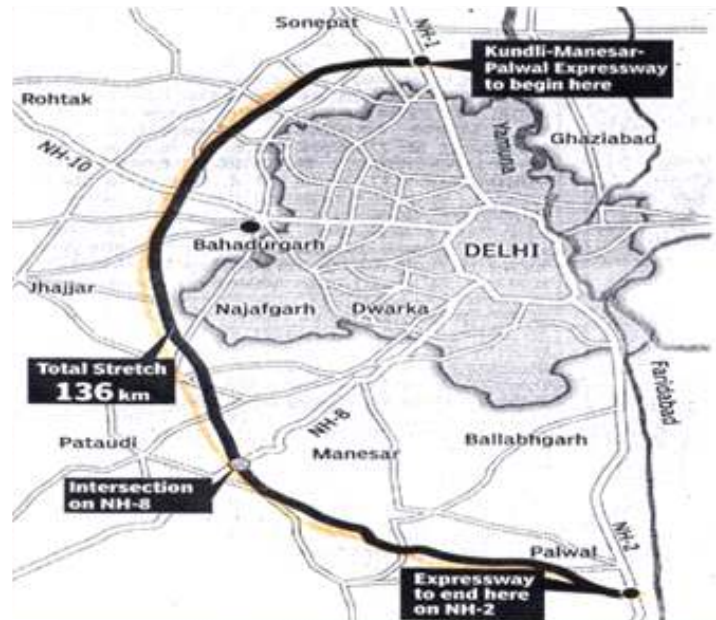 Sonepat
NH-1
Kundli-Manesar-
Palwal Expressway
to begin here
Rohtak
Yamuna
Ghaziabad
NH-10
Bahadurgarh
DELHI
Jhajjar
Najafgarh
Dwarka
Total Stretch
136 km
Faridabad
NH-8
Pataudi
Manesar
Ballabhgarh
Intersection
on NH-8
NH-2
Palwal
Expressway
to end here
on NH-2